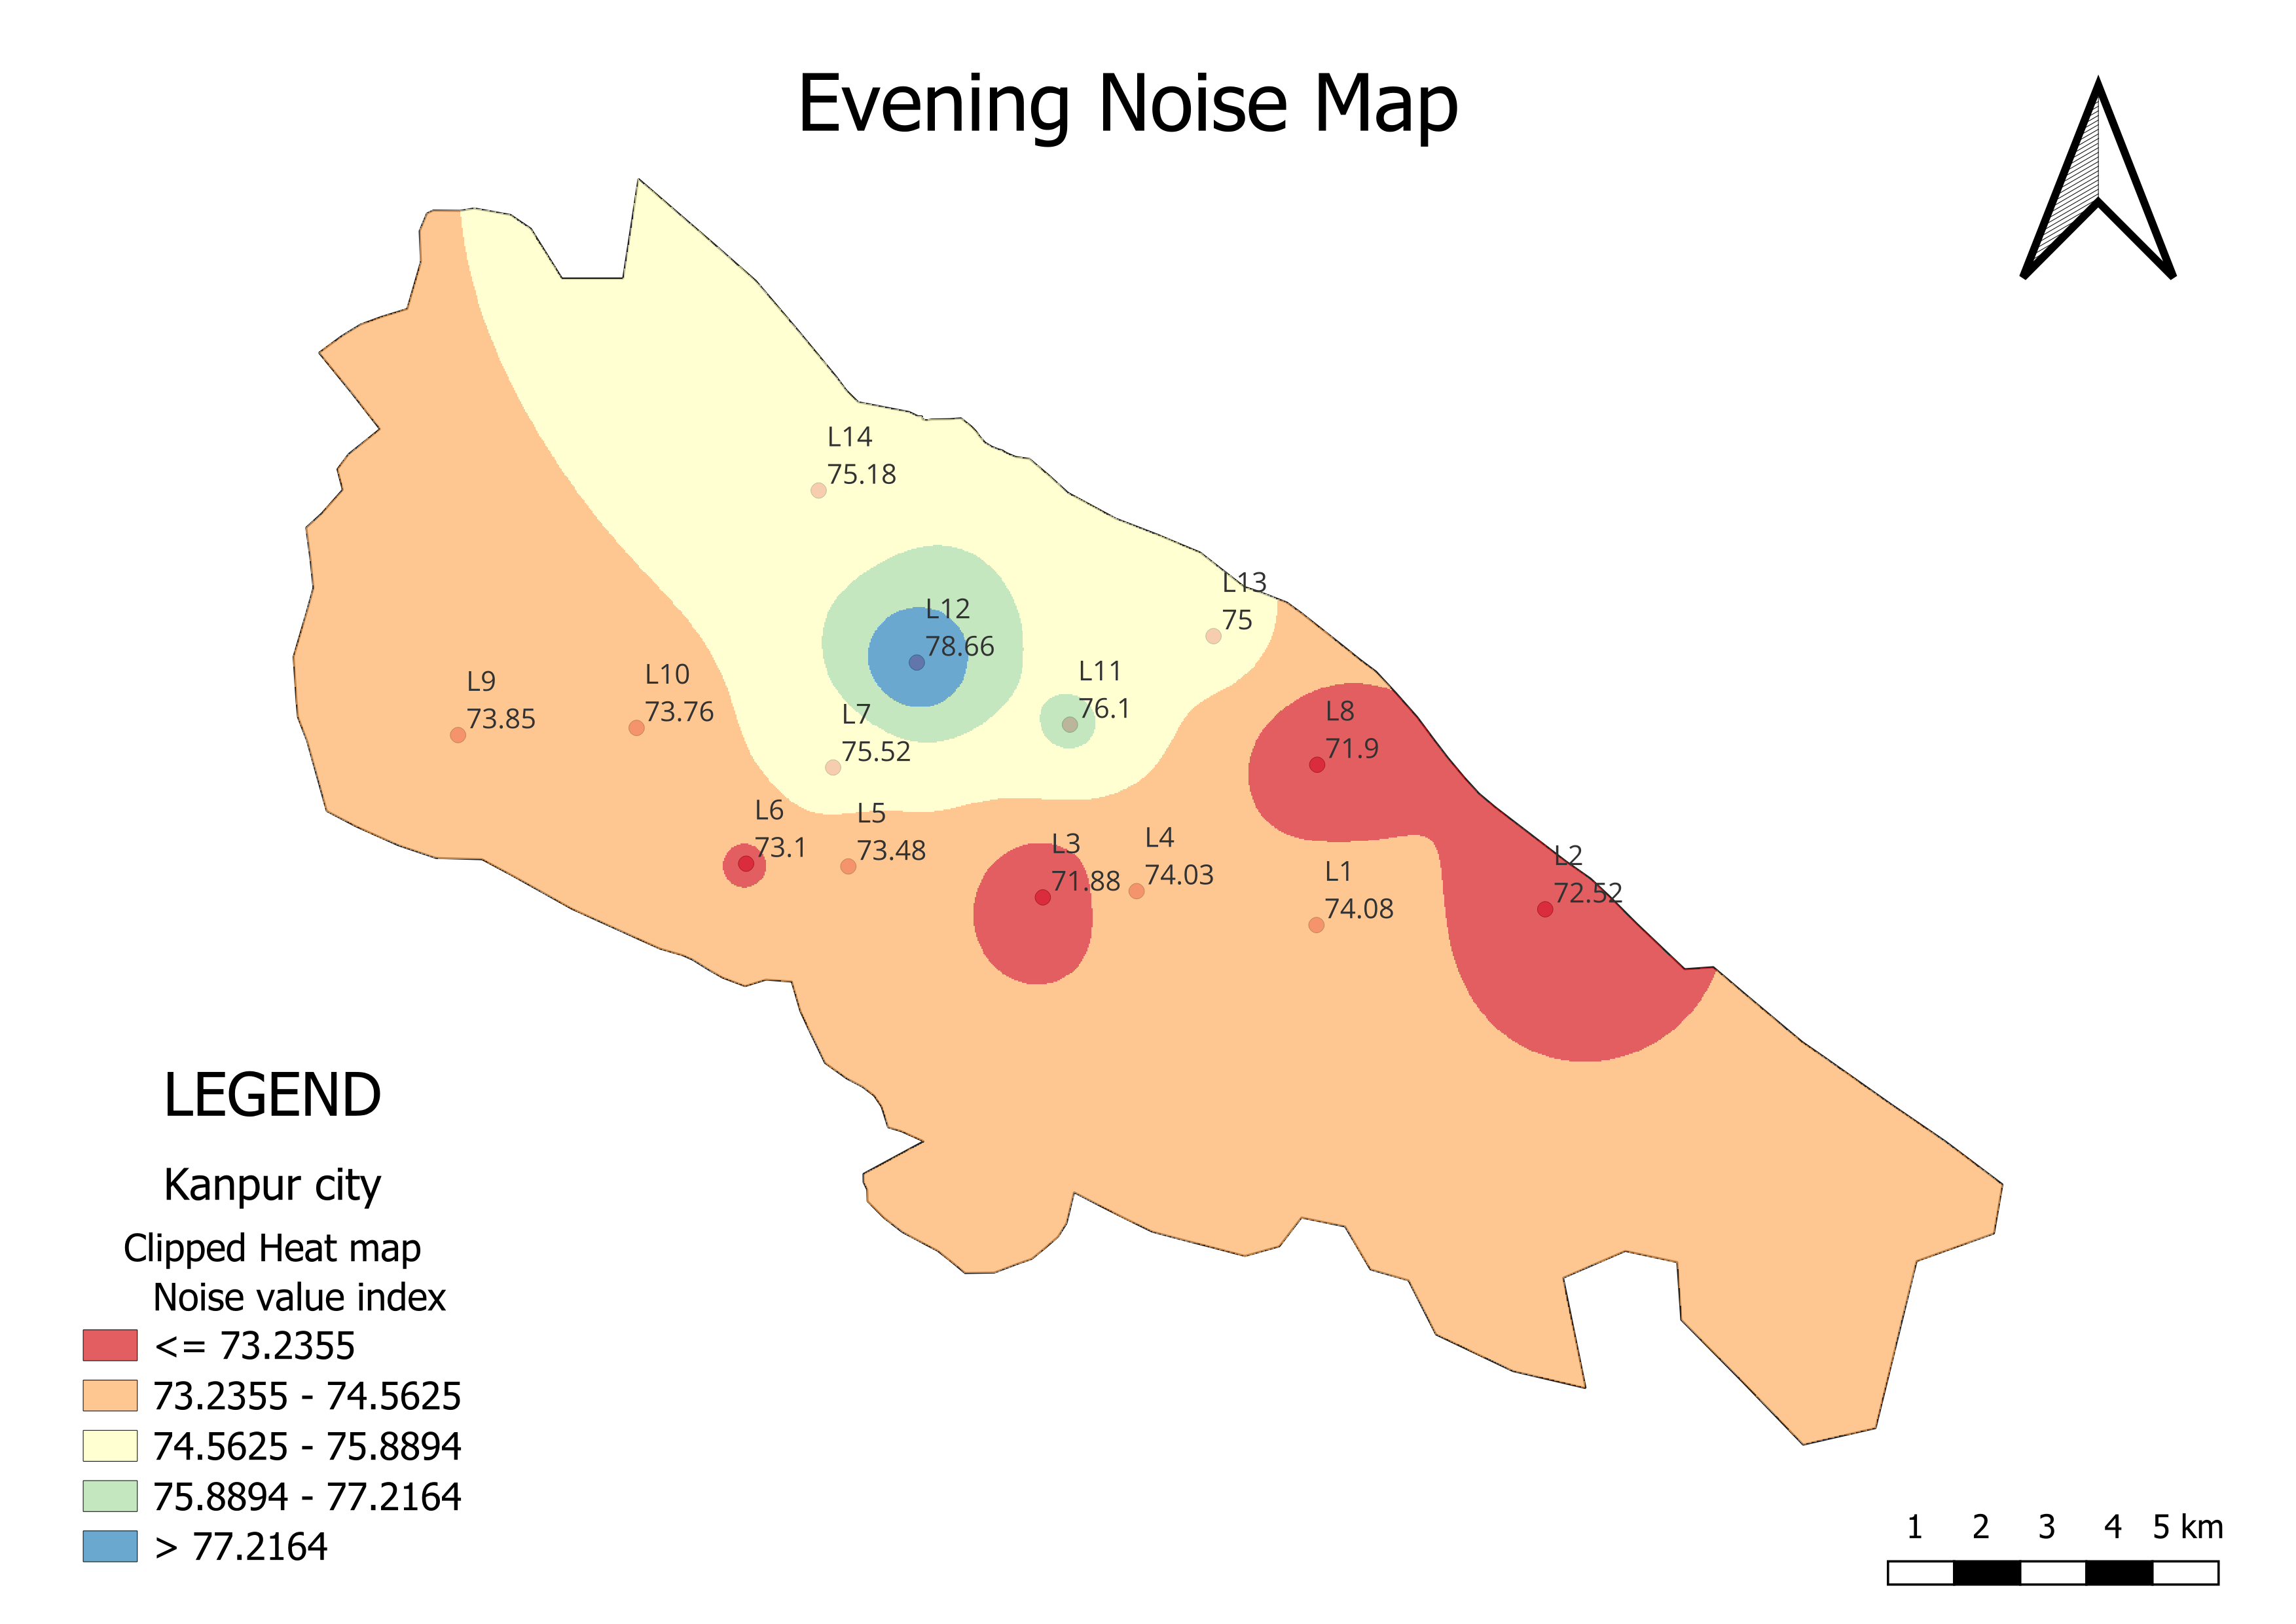 Evening Noise Map
L14
75.18
L13
75
L12
78.66
L11
76.1
L10
73.76
L9
73.85
L8
71.9
L7
75.52
L6
73.1
L5
73.48
L3
71.88
L4
74.03
L1
74.08
L2
72.52
LEGEND
Kanpur city
Clipped Heat map
Noise value index
<= 73.2355
73.2355 - 74.5625
74.5625 - 75.8894
75.8894 - 77.2164
> 77.2164
1 2 3 4 5 km